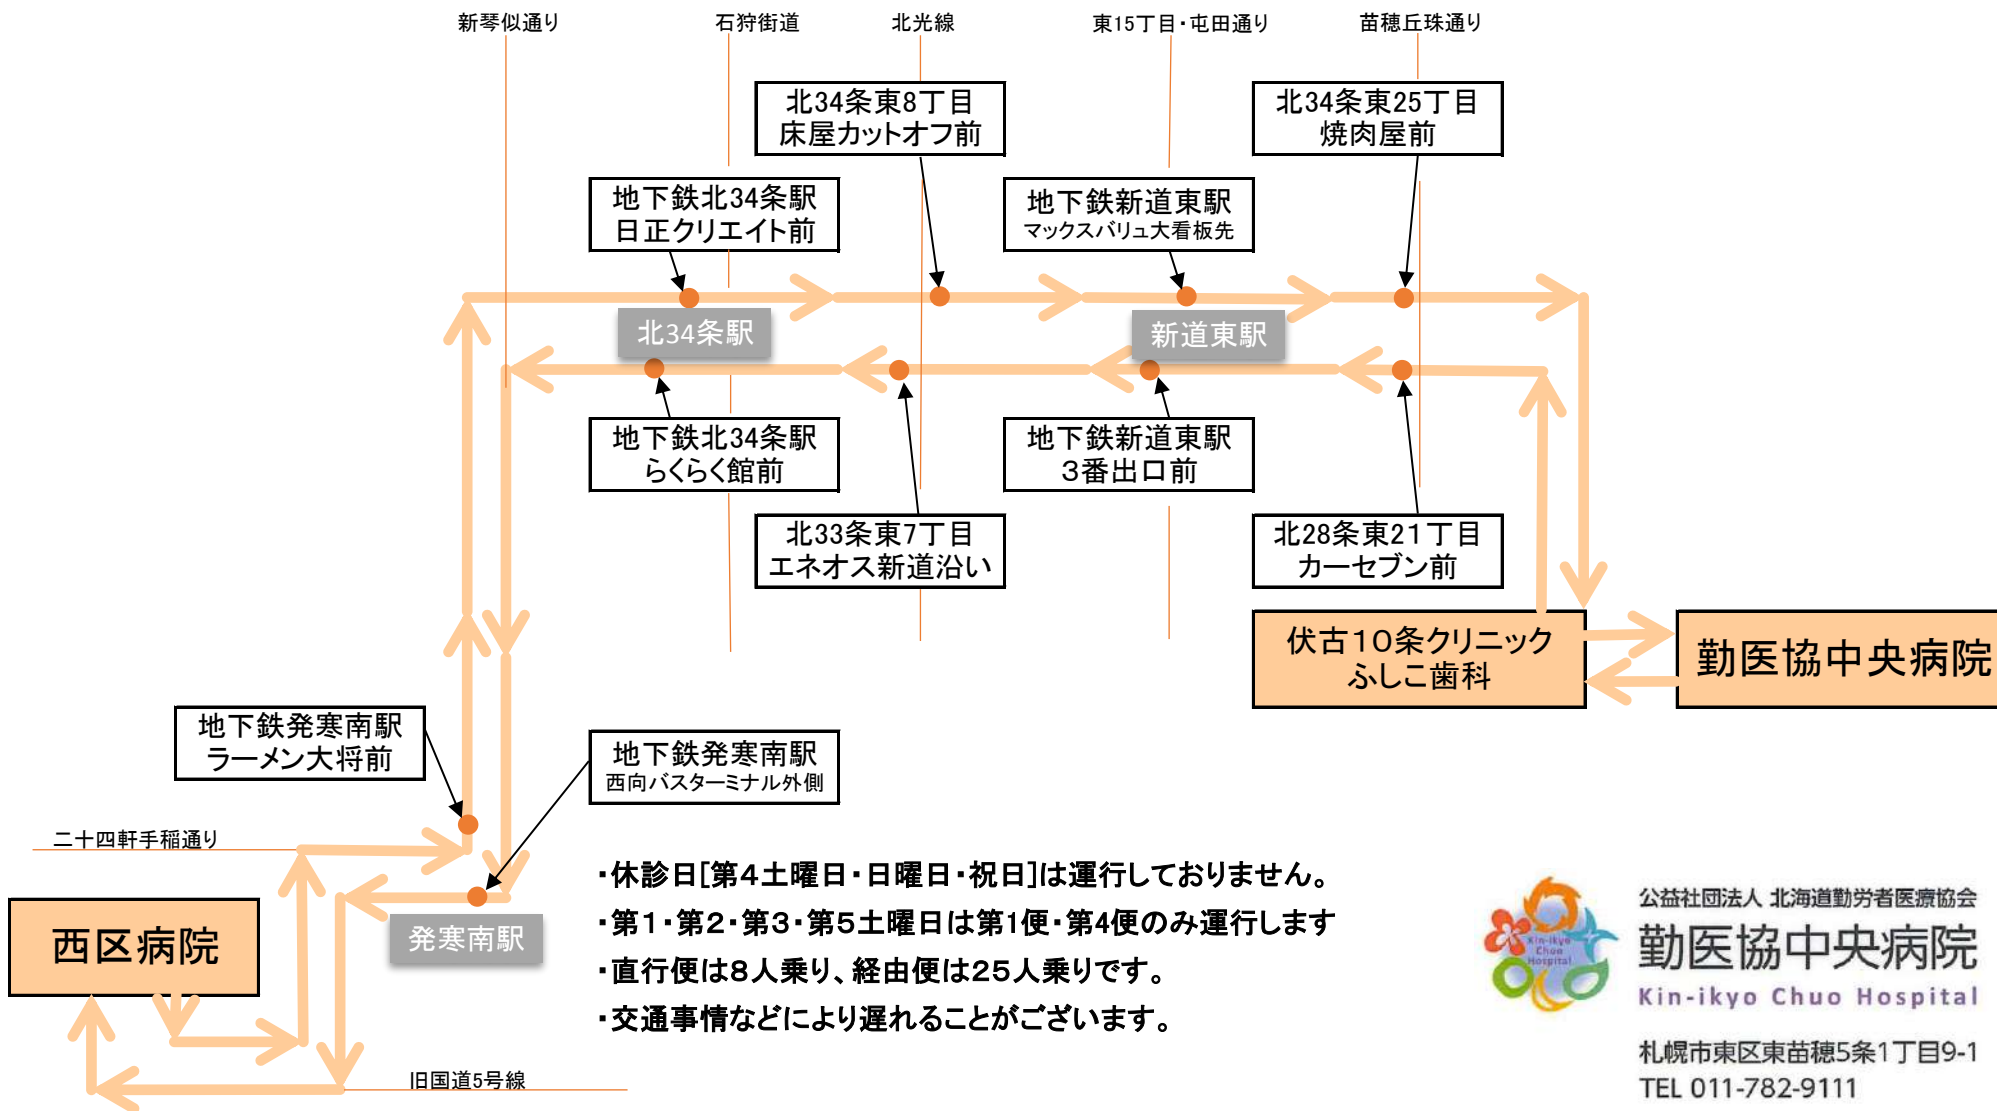 新琴似通り
石狩街道
北光線
東15丁目・屯田通り
苗穂丘珠通り
北34条東8丁目
床屋カットオフ前
北34条東25丁目
焼肉屋前
地下鉄北34条駅
日正クリエイト前
地下鉄新道東駅
マックスバリュ大看板先
北34条駅
新道東駅
地下鉄北34条駅
らくらく館前
地下鉄新道東駅
3番出口前
北33条東7丁目
エネオス新道沿い
北28条東21丁目
カーセブン前
伏古10条クリニック
ふしこ歯科
勤医協中央病院
地下鉄発寒南駅
ラーメン大将前
地下鉄発寒南駅
西向バスターミナル外側
二十四軒手稲通り
西区病院
発寒南駅
旧国道5号線
・休診日[第4土曜日・日曜日・祝日]は運行しておりません。
・第1・第2・第3・第5土曜日は第1便・第4便のみ運行します
・直行便は8人乗り、経由便は25人乗りです。
・交通事情などにより遅れることがございます。
Kin-ikyo
Chuo
Hospital
公益社団法人 北海道勤労者医療協会
勤医協中央病院
Kin-ikyo Chuo Hospital
札幌市東区東苗穂5条1丁目9-1
TEL 011-782-9111